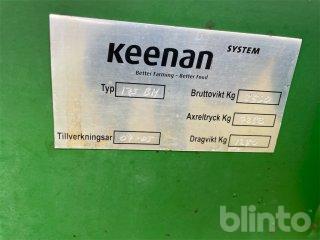 Keenan SYSTEM
Better Farming - Better Food
Typ Bruttovikt Kg
Axeltryck Kg
Tillverkningsår Dragvikt Kg
blinto